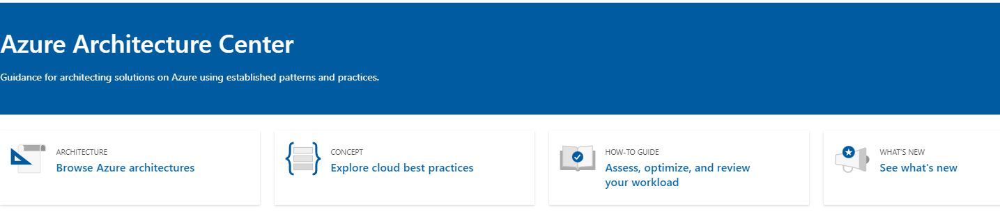 Azure Architecture Center
Guidance for architecting solutions on Azure using established patterns and practices.
ARCHITECTURE
Browse Azure architectures
CONCEPT
Explore cloud best practices
HOW-TO GUIDE
Assess, optimize, and review
your workload
WHAT'S NEW
See what's new